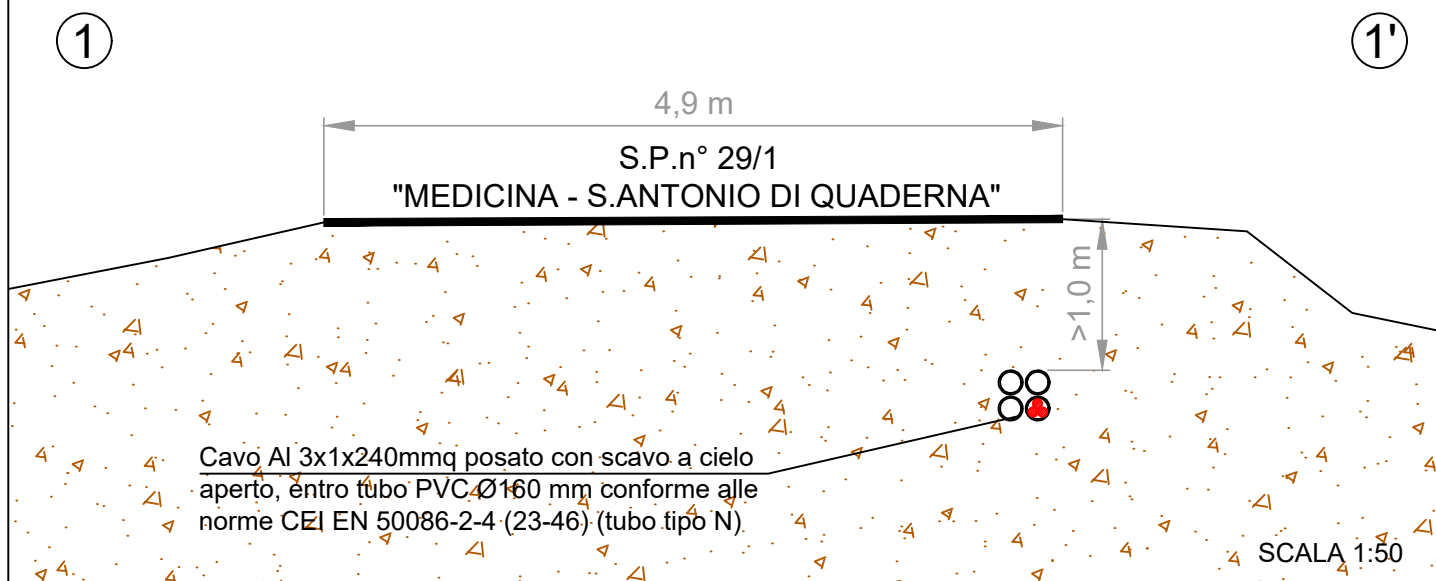 1
1'
4,9 m
S.P.n° 29/1
"MEDICINA - S.ANTONIO DI QUADERNA"
>1,0 m
Cavo Al 3x1x240mmq posato con scavo a cielo
aperto, entro tubo PVC Ø160 mm conforme alle
norme CEI EN 50086-2-4 (23-46) (tubo tipo N)
SCALA 1:50